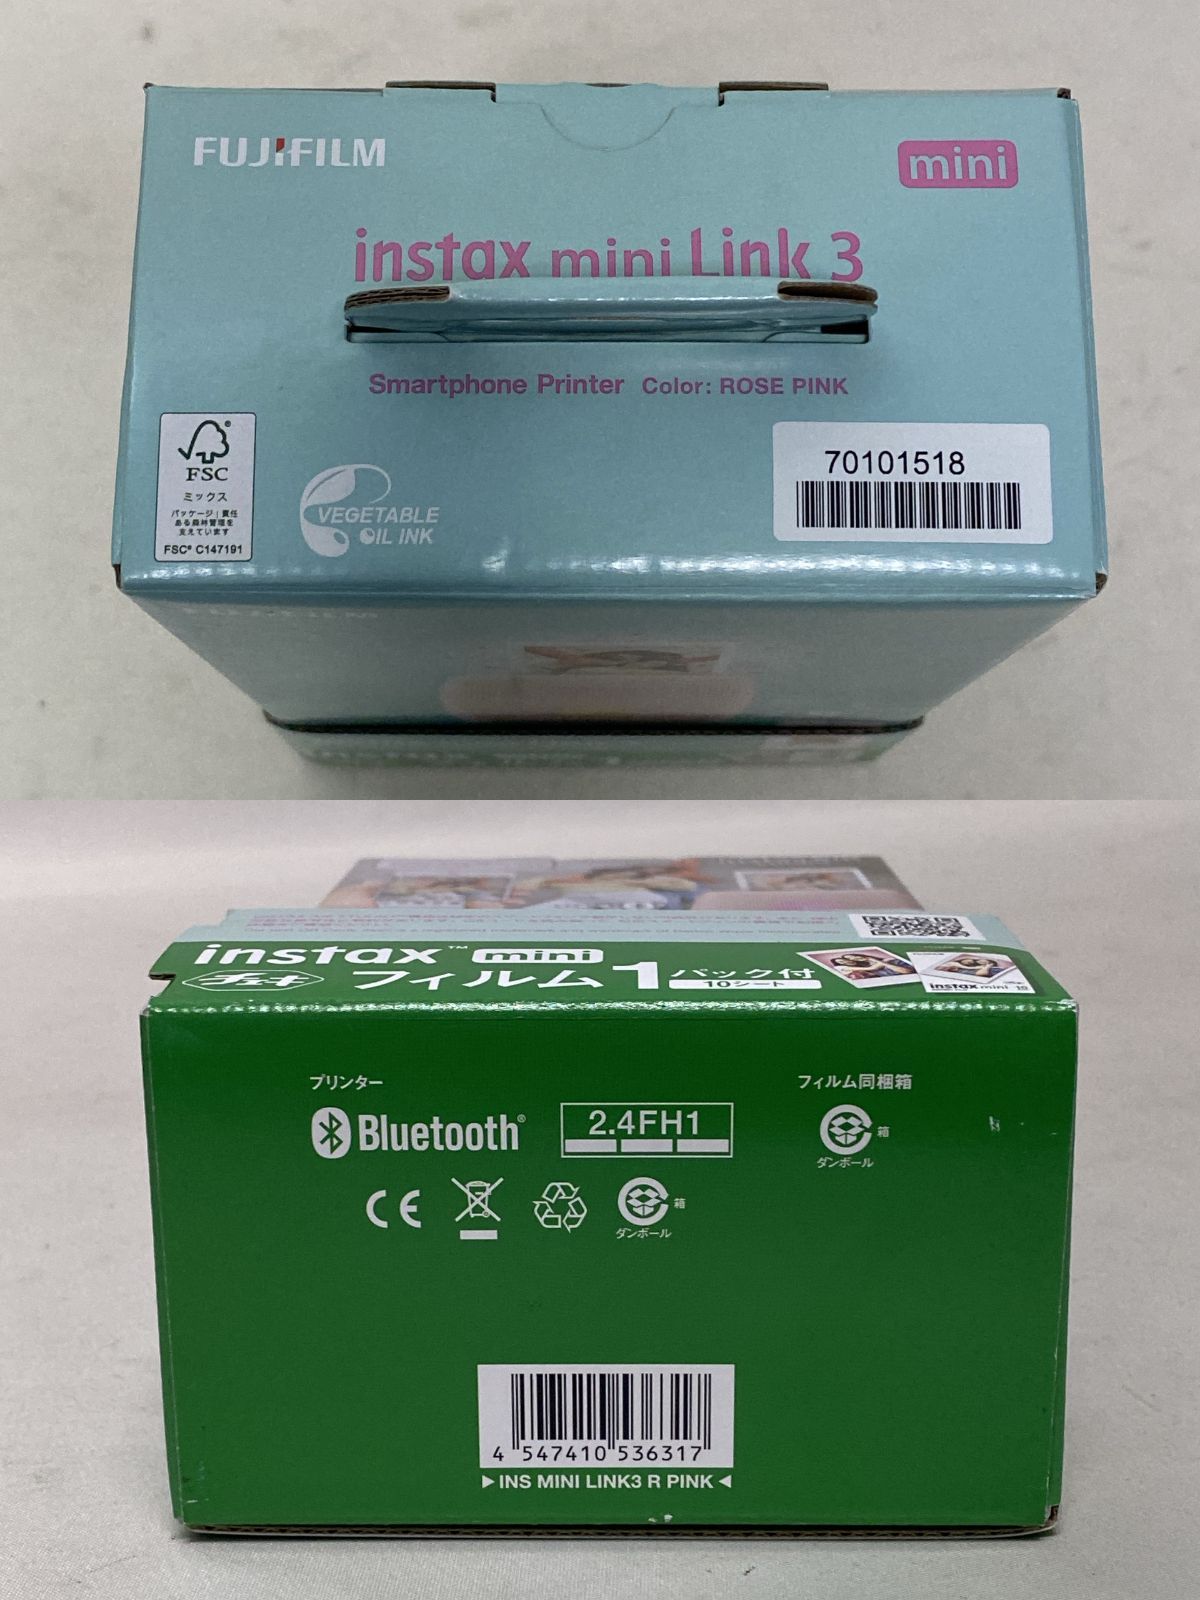 FUJIFILM
mini
instax mini Link 3
Smartphone Printer Color: ROSE PINK
FSC
ミックス
パッケージ | 責任
ある森林管理を
支えています
FSC® C147191
VEGETABLE
OIL INK
70101518
instax™ mini
チェキ フィルム 1パック付
10シート
instax mini 10
プリンター
フィルム同梱箱
Bluetooth®
2.4FH1
箱
ダンボール
CE
箱
ダンボール
4 547410 536317
▶INS MINI LINK3 R PINK◀